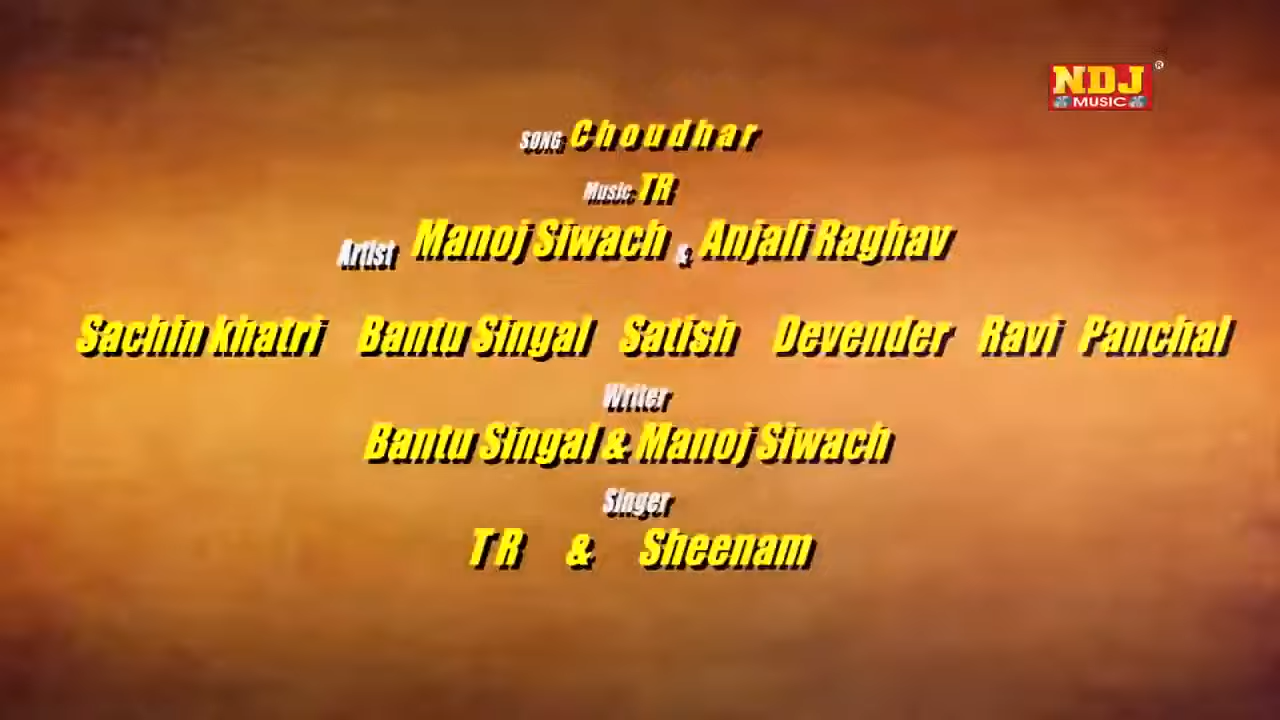 NDJ®
MUSIC
SONG Choudhar
Music TR
Artist Manoj Siwach & Anjali Raghav
Sachin khatri Bantu Singal Satish Devender Ravi Panchal
Writer
Bantu Singal & Manoj Siwach
Singer
TR & Sheenam